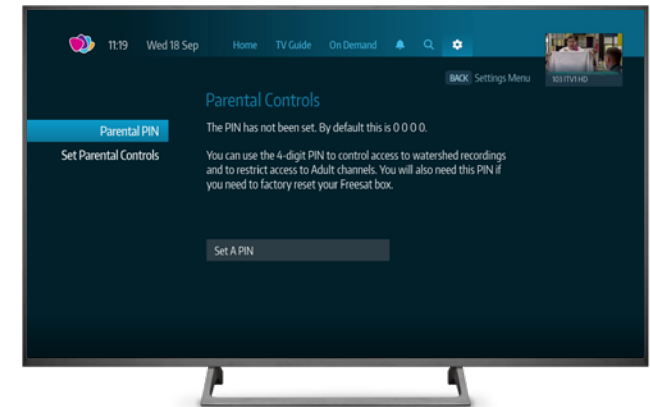 11:19 Wed 18 Sep Home TV Guide On Demand
BACK Settings Menu
103 ITV1 HD
Parental Controls
Parental PIN
The PIN has not been set. By default this is 0 0 0 0.
Set Parental Controls
You can use the 4-digit PIN to control access to watershed recordings
and to restrict access to Adult channels. You will also need this PIN if
you need to factory reset your Freesat box.
Set A PIN